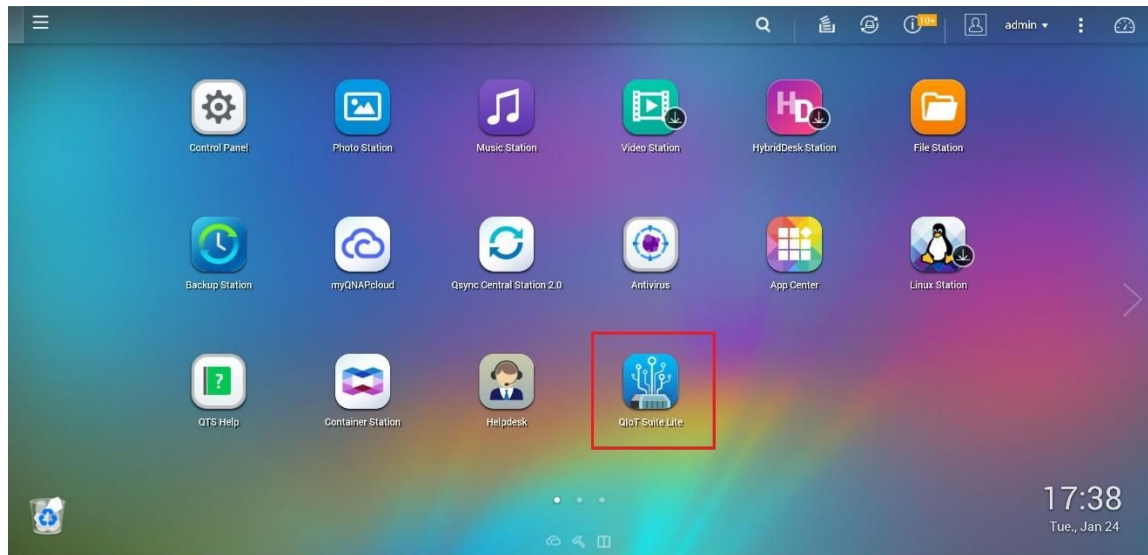 10+
admin
Control Panel
Photo Station
Music Station
Video Station
HD
HybridDesk Station
File Station
Backup Station
myQNAPcloud
Qsync Central Station 2.0
Antivirus
App Center
Linux Station
?
QTS Help
Container Station
Helpdesk
QIoT Suite Lite
17:38
Tue., Jan 24